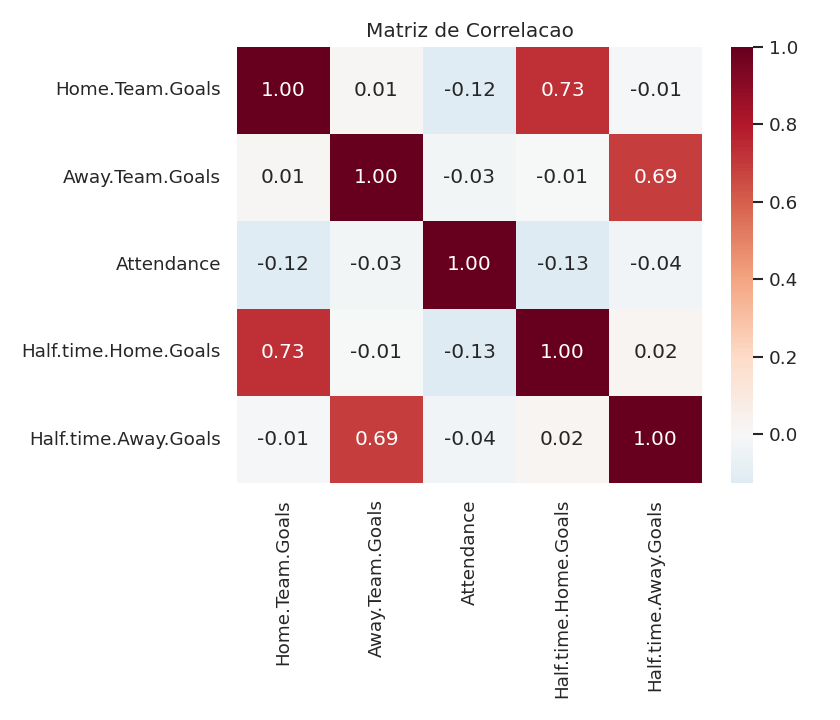 Matriz de Correlacao
Home.Team.Goals 1.00 0.01 -0.12 0.73 -0.01
Away.Team.Goals 0.01 1.00 -0.03 -0.01 0.69
Attendance -0.12 -0.03 1.00 -0.13 -0.04
Half.time.Home.Goals 0.73 -0.01 -0.13 1.00 0.02
Half.time.Away.Goals -0.01 0.69 -0.04 0.02 1.00
Home.Team.Goals
Away.Team.Goals
Attendance
Half.time.Home.Goals
Half.time.Away.Goals
1.0
0.8
0.6
0.4
0.2
0.0